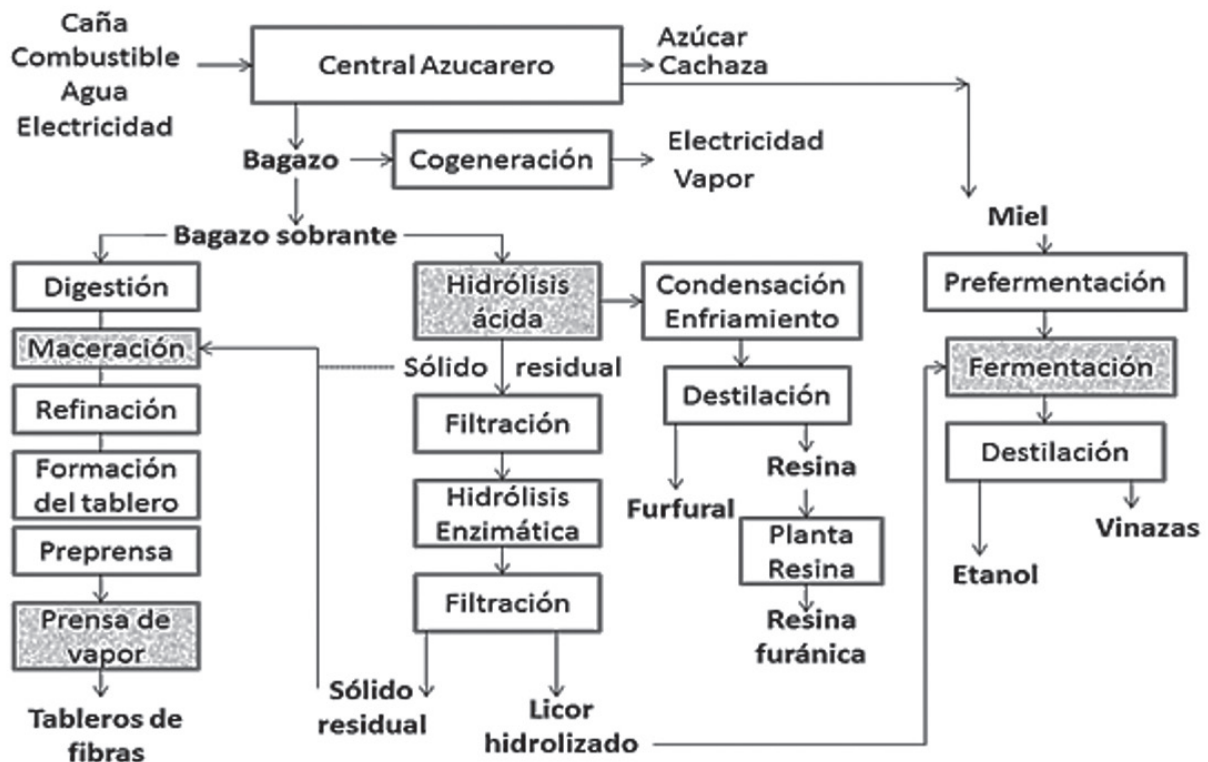 Caña
Combustible
Agua
Electricidad
Central Azucarero
Azúcar
Cachaza
Bagazo
Cogeneración
Electricidad
Vapor
Miel
Bagazo sobrante
Digestión
Maceración
Refinación
Formación
del tablero
Preprensa
Prensa de
vapor
Tableros de
fibras
Hidrólisis
ácida
Sólido residual
Filtración
Hidrólisis
Enzimática
Filtración
Sólido
residual
Licor
hidrolizado
Condensación
Enfriamiento
Destilación
Furfural
Resina
Planta
Resina
Resina
furánica
Prefermentación
Fermentación
Destilación
Etanol
Vinazas